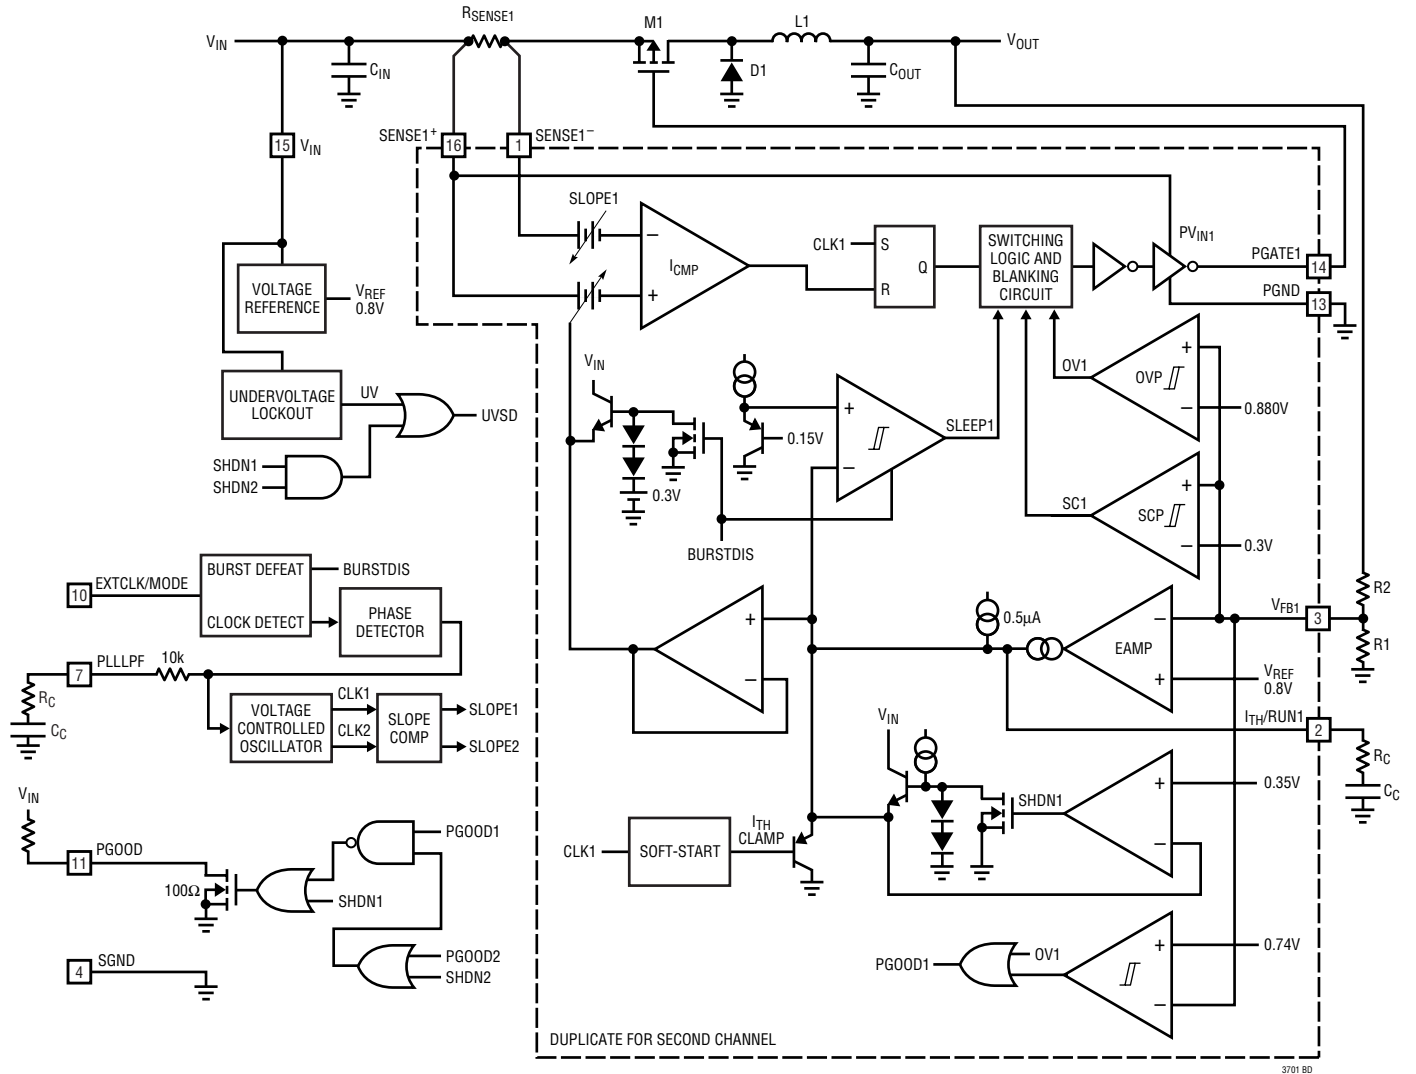 RSENSE1
M1
L1
VIN
VOUT
CIN
D1
COUT
SENSE1+
SENSE1−
15
VIN
16
1
SLOPE1
PVIN1
CLK1
S
Q
R
SWITCHING
LOGIC AND
BLANKING
CIRCUIT
−
ICMP
+
PGATE1
14
PGND
13
VOLTAGE
REFERENCE
VREF
0.8V
UNDERVOLTAGE
LOCKOUT
UV
UVSD
SHDN1
SHDN2
VIN
0.3V
0.15V
+
−
SLEEP1
BURSTDIS
OV1
+
OVP
−
0.880V
SC1
+
SCP
−
0.3V
10
EXTCLK/MODE
BURST DEFEAT
CLOCK DETECT
BURSTDIS
PHASE
DETECTOR
7
PLLLPF
10k
RC
CC
VOLTAGE
CONTROLLED
OSCILLATOR
CLK1
CLK2
SLOPE
COMP
SLOPE1
SLOPE2
+
−
0.5µA
−
EAMP
+
VFB1
3
R2
R1
VREF
0.8V
ITH/RUN1
2
RC
CC
VIN
SHDN1
+
−
0.35V
CLK1
SOFT-START
ITH
CLAMP
VIN
11
PGOOD
100Ω
PGOOD1
SHDN1
PGOOD2
SHDN2
4
SGND
PGOOD1
OV1
+
−
0.74V
DUPLICATE FOR SECOND CHANNEL
3701 BD